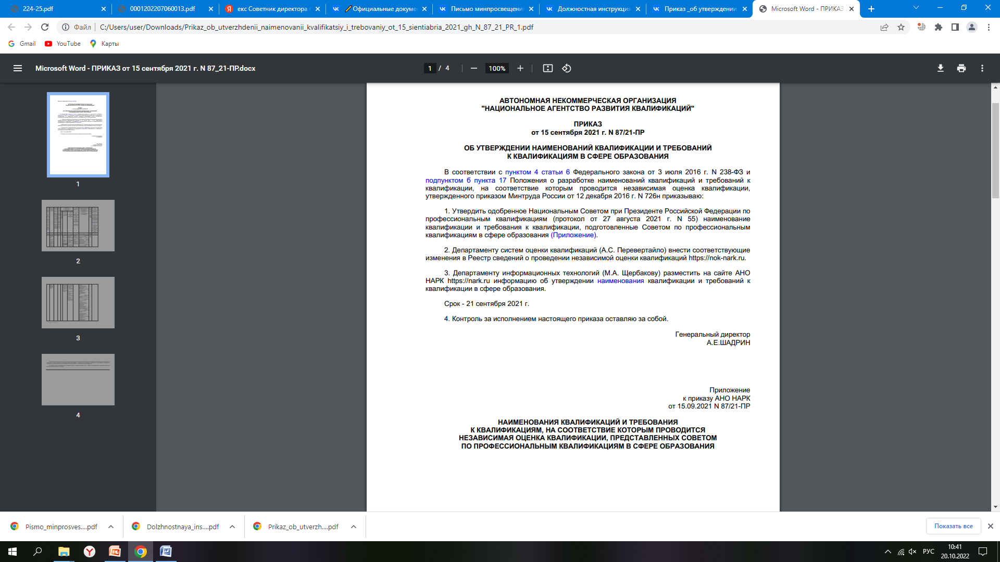 224-25.pdf
0001202207060013.pdf
екс Советник директора
Официальные докуме
Письмо минпросвещени
Должностная инструкция
Приказ _об утверждении
Microsoft Word - ПРИКАЗ
Файл
C:/Users/user/Downloads/Prikaz_ob_utverzhdenii_naimenovanii_kvalifikatsiy_i_trebovaniy_ot_15_sientiabria_2021_gh_N_87_21_PR_1.pdf
Gmail
YouTube
Карты
Microsoft Word - ПРИКАЗ от 15 сентября 2021 г. N 87_21-ПР.docx
1 / 4
100%
1
2
3
4
АВТОНОМНАЯ НЕКОММЕРЧЕСКАЯ ОРГАНИЗАЦИЯ
"НАЦИОНАЛЬНОЕ АГЕНТСТВО РАЗВИТИЯ КВАЛИФИКАЦИЙ"
ПРИКАЗ
от 15 сентября 2021 г. N 87/21-ПР
ОБ УТВЕРЖДЕНИИ НАИМЕНОВАНИЙ КВАЛИФИКАЦИИ И ТРЕБОВАНИЙ
К КВАЛИФИКАЦИЯМ В СФЕРЕ ОБРАЗОВАНИЯ
В соответствии с пунктом 4 статьи 6 Федерального закона от 3 июля 2016 г. N 238-ФЗ и
подпунктом б пункта 17 Положения о разработке наименований квалификаций и требований к
квалификации, на соответствие которым проводится независимая оценка квалификации,
утвержденного приказом Минтруда России от 12 декабря 2016 г. N 726н приказываю:
1. Утвердить одобренное Национальным Советом при Президенте Российской Федерации по
профессиональным квалификациям (протокол от 27 августа 2021 г. N 55) наименование
квалификации и требования к квалификации, подготовленные Советом по профессиональным
квалификациям в сфере образования (Приложение).
2. Департаменту систем оценки квалификаций (А.С. Перевертайло) внести соответствующие
изменения в Реестр сведений о проведении независимой оценки квалификаций https://nok-nark.ru.
3. Департаменту информационных технологий (М.А. Щербакову) разместить на сайте АНО
НАРК https://nark.ru информацию об утверждении наименования квалификации и требований к
квалификации в сфере образования.
Срок - 21 сентября 2021 г.
4. Контроль за исполнением настоящего приказа оставляю за собой.
Генеральный директор
А.Е.ШАДРИН
Приложение
к приказу АНО НАРК
от 15.09.2021 N 87/21-ПР
НАИМЕНОВАНИЯ КВАЛИФИКАЦИЙ И ТРЕБОВАНИЯ
К КВАЛИФИКАЦИЯМ, НА СООТВЕТСТВИЕ КОТОРЫМ ПРОВОДИТСЯ
НЕЗАВИСИМАЯ ОЦЕНКА КВАЛИФИКАЦИИ, ПРЕДСТАВЛЕННЫХ СОВЕТОМ
ПО ПРОФЕССИОНАЛЬНЫМ КВАЛИФИКАЦИЯМ В СФЕРЕ ОБРАЗОВАНИЯ
Pismo_minprosves....pdf
Dolzhnostnaya_ins....pdf
Prikaz_ob_utverzh....pdf
Показать все
РУС
10:41
20.10.2022